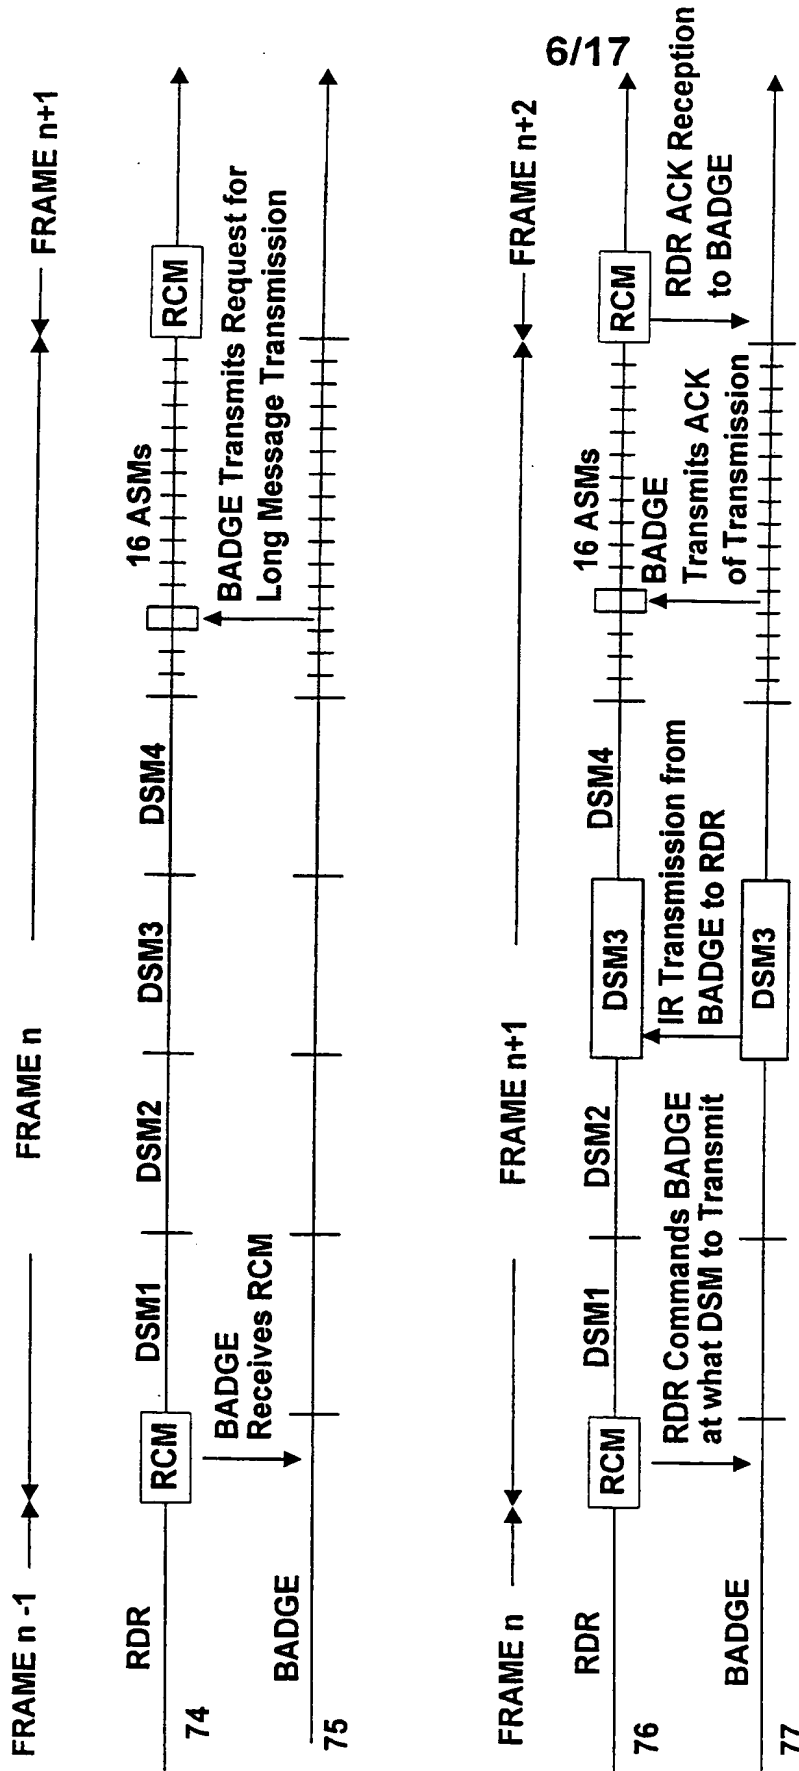 6/17
FRAME n -1
FRAME n
FRAME n+1
RDR
RCM
DSM1
DSM2
DSM3
DSM4
16 ASMs
RCM
74
BADGE
Receives RCM
BADGE Transmits Request for
Long Message Transmission
BADGE
75
FRAME n
FRAME n+1
FRAME n+2
RDR
RCM
DSM1
DSM2
DSM3
DSM4
16 ASMs
RCM
76
RDR Commands BADGE
at what DSM to Transmit
IR Transmission from
BADGE to RDR
BADGE
Transmits ACK
of Transmission
RDR ACK Reception
to BADGE
BADGE
DSM3
77